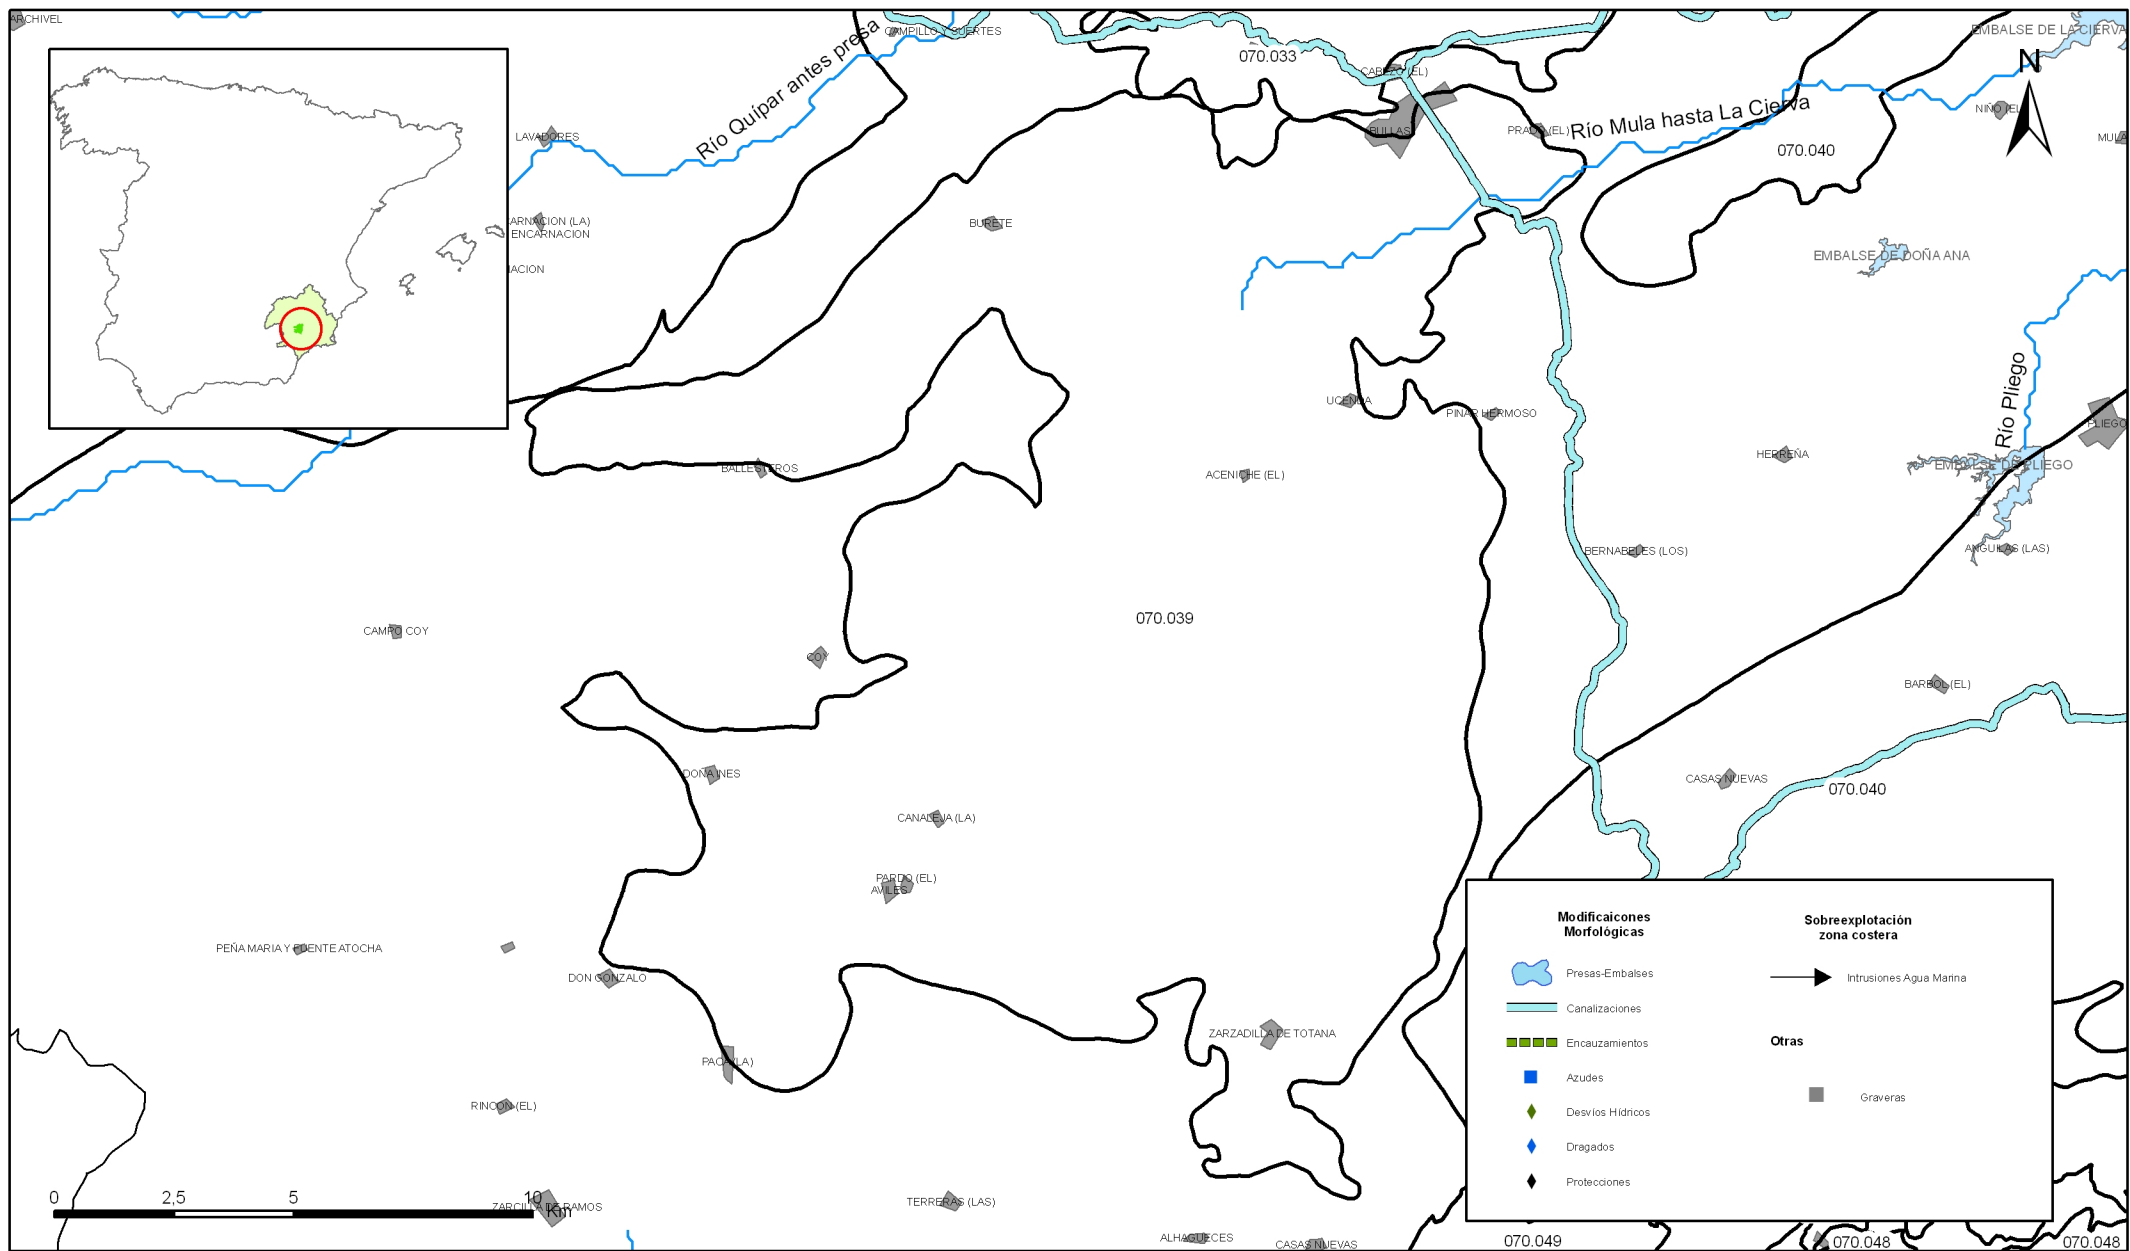 ARCHIVEL
CAMPILLO Y SUERTES
EMBALSE DE LA CIERVA
070.033
CABEZO (EL)
N
Río Quípar antes presa
LAVADORES
BULLAS
PRADO (EL)
Río Mula hasta La Cierva
NIÑO (EL)
MULA
070.040
CARNACION (LA)
ENCARNACION
BURETE
EMBALSE DE DOÑA ANA
IACION
Río Pliego
UCENDA
PINAR HERMOSO
PLIEGO
BALLESTEROS
ACENICHE (EL)
HERREÑA
EMBALSE DE PLIEGO
BERNABELES (LOS)
ANGUILAS (LAS)
070.039
CAMPO COY
COY
BARBOL (EL)
DOÑA INES
CASAS NUEVAS
070.040
CANALEJA (LA)
PARDO (EL)
AVILES
PEÑA MARIA Y FUENTE ATOCHA
DON GONZALO
ZARZADILLA DE TOTANA
PACA (LA)
RINCON (EL)
Modificaicones
Morfológicas
Presas-Embalses
Canalizaciones
Encauzamientos
Azudes
Desvíos Hídricos
Dragados
Protecciones
Sobreexplotación
zona costera
Intrusiones Agua Marina
Otras
Graveras
0 2,5 5 10
Km
ZARCILLA DE RAMOS
TERRERAS (LAS)
ALHAGUECES
CASAS NUEVAS
070.049
070.048
070.048